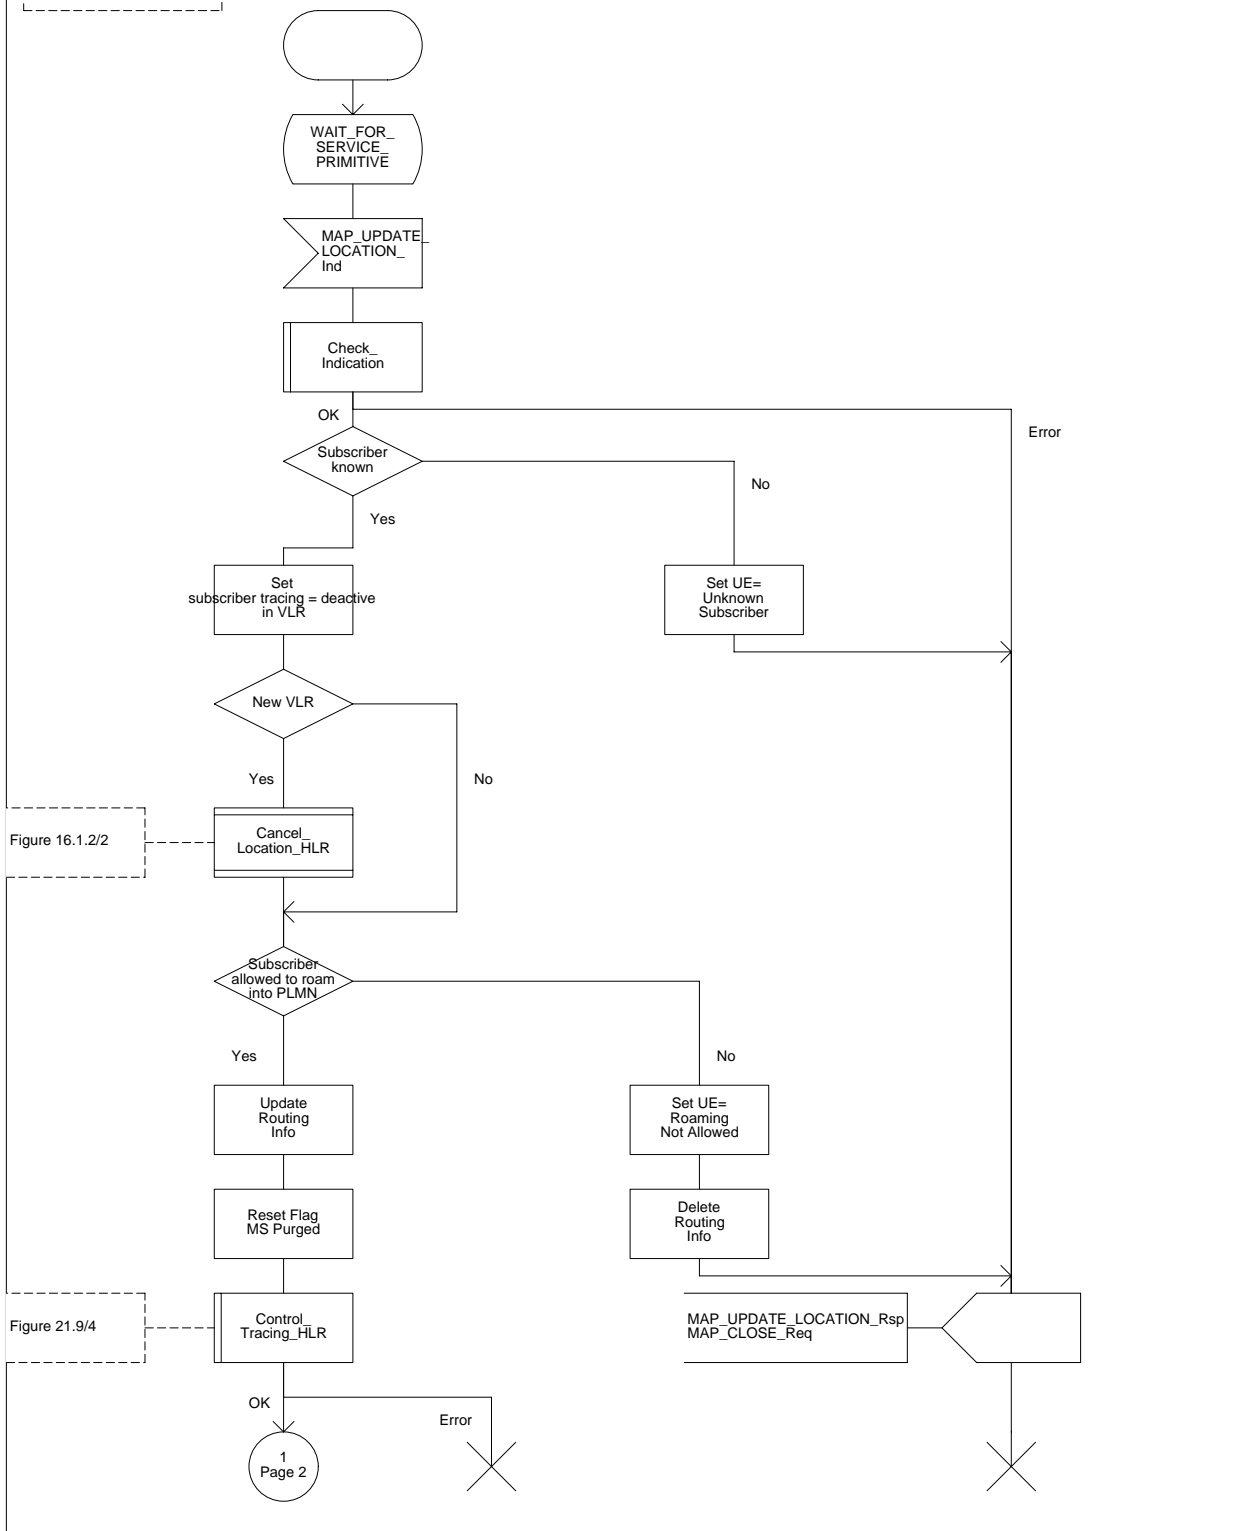 WAIT_FOR_
SERVICE_
PRIMITIVE
MAP_UPDATE_
LOCATION_
Ind
Check_
Indication
OK
Error
Subscriber
known
No
Yes
Set
subscriber tracing = deactive
in VLR
Set UE=
Unknown
Subscriber
New VLR
Yes
No
Figure 16.1.2/2
Cancel_
Location_HLR
Subscriber
allowed to roam
into PLMN
Yes
No
Update
Routing
Info
Set UE=
Roaming
Not Allowed
Reset Flag
MS Purged
Delete
Routing
Info
Figure 21.9/4
Control_
Tracing_HLR
MAP_UPDATE_LOCATION_Rsp
MAP_CLOSE_Req
OK
Error
1
Page 2